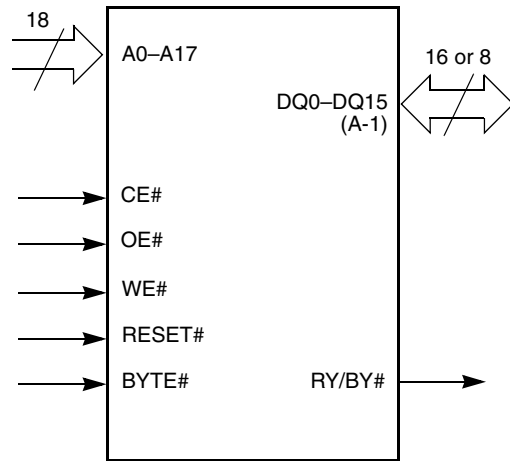 18
A0–A17
16 or 8
DQ0–DQ15
(A-1)
CE#
OE#
WE#
RESET#
BYTE#
RY/BY#